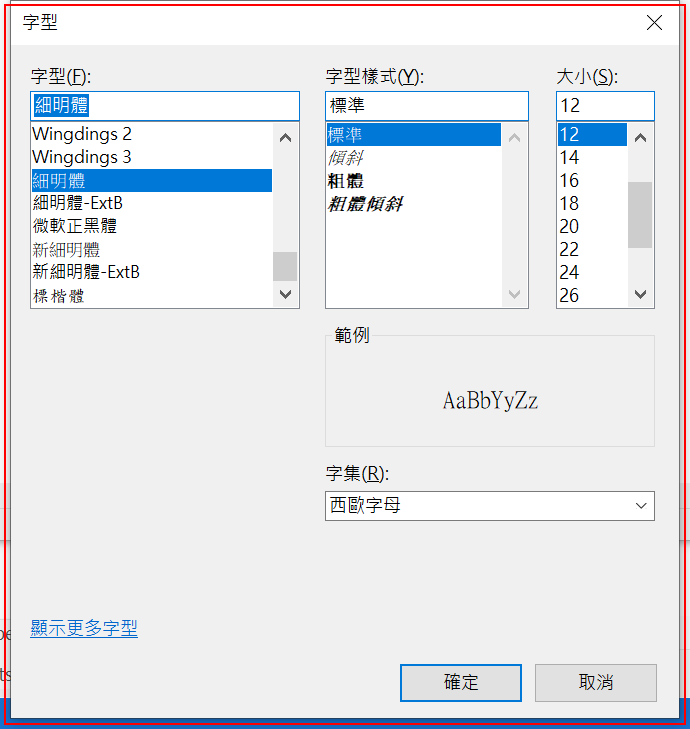 字型
字型(F):
細明體
Wingdings 2
Wingdings 3
細明體
細明體-ExtB
微軟正黑體
新細明體
新細明體-ExtB
標楷體
字型樣式(Y):
標準
標準
傾斜
粗體
粗體傾斜
大小(S):
12
12
14
16
18
20
22
24
26
範例
AaBbYyZz
字集(R):
西歐字母
顯示更多字型
確定
取消